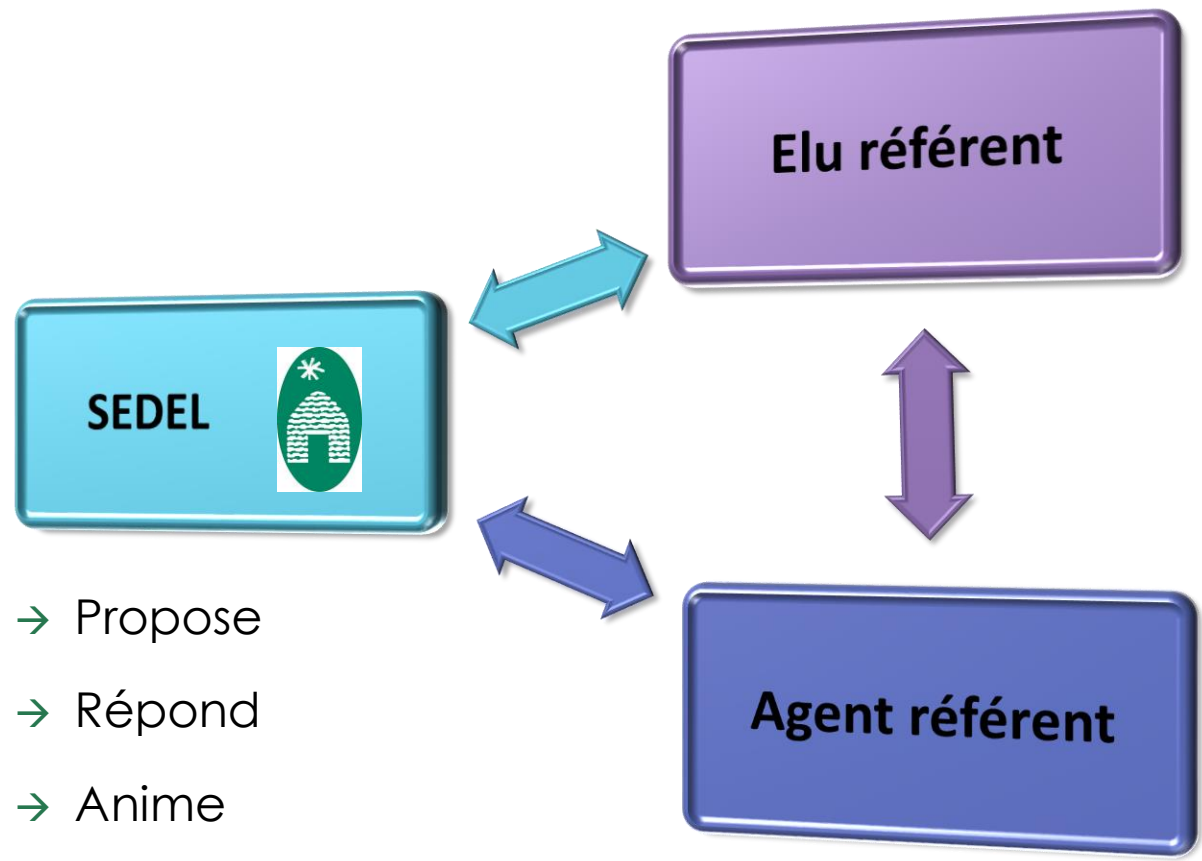 Elu référent
SEDEL
→ Propose
→ Répond
→ Anime
Agent référent